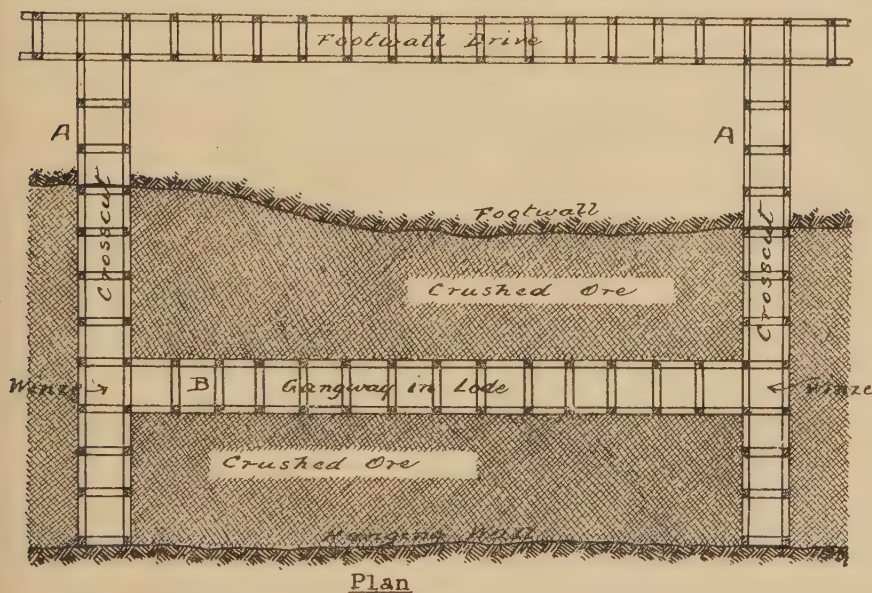 Footwall Drive
A
A
Footwall
Crosscut
Crosscut
Crushed Ore
Winze
B
Gangway in Lode
Winze
Crushed Ore
Hanging Wall
Plan